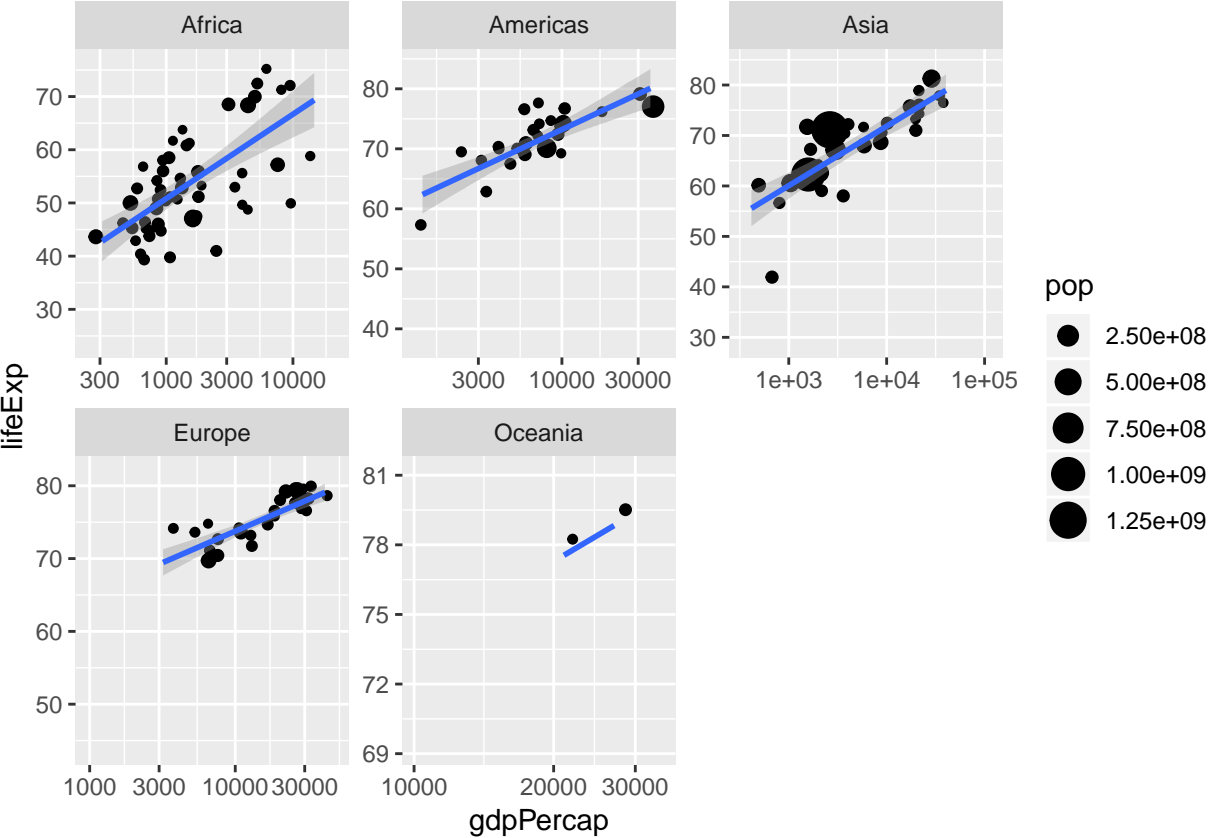 Africa
Americas
Asia
70
60
50
40
30
80
70
60
50
40
80
70
60
50
40
30
300 1000 3000 10000
3000 10000 30000
1e+03 1e+04 1e+05
lifeExp
Europe
Oceania
80
70
60
50
81
78
75
72
69
1000 3000 10000 30000
10000 20000 30000
gdpPercap
pop
2.50e+08
5.00e+08
7.50e+08
1.00e+09
1.25e+09